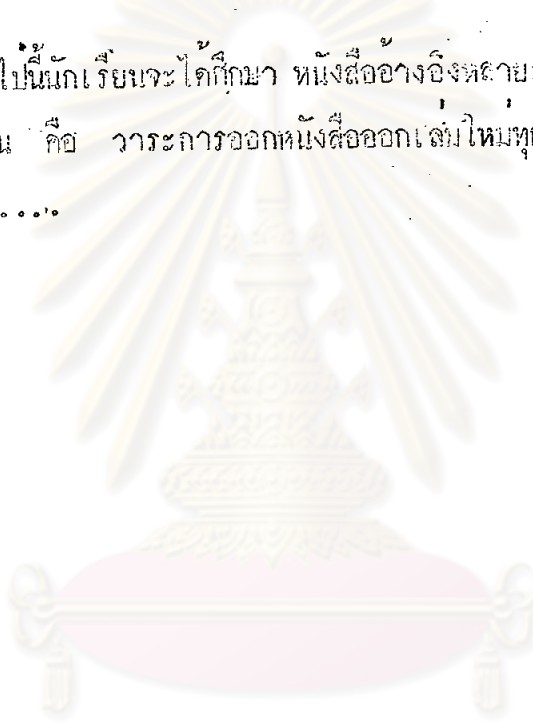 ไปนี้นักเรียนจะได้ศึกษา หนังสืออ้างอิงหลาย
น คือ วาระการออกหนังสือออกเล่มใหม่ทุ
.....